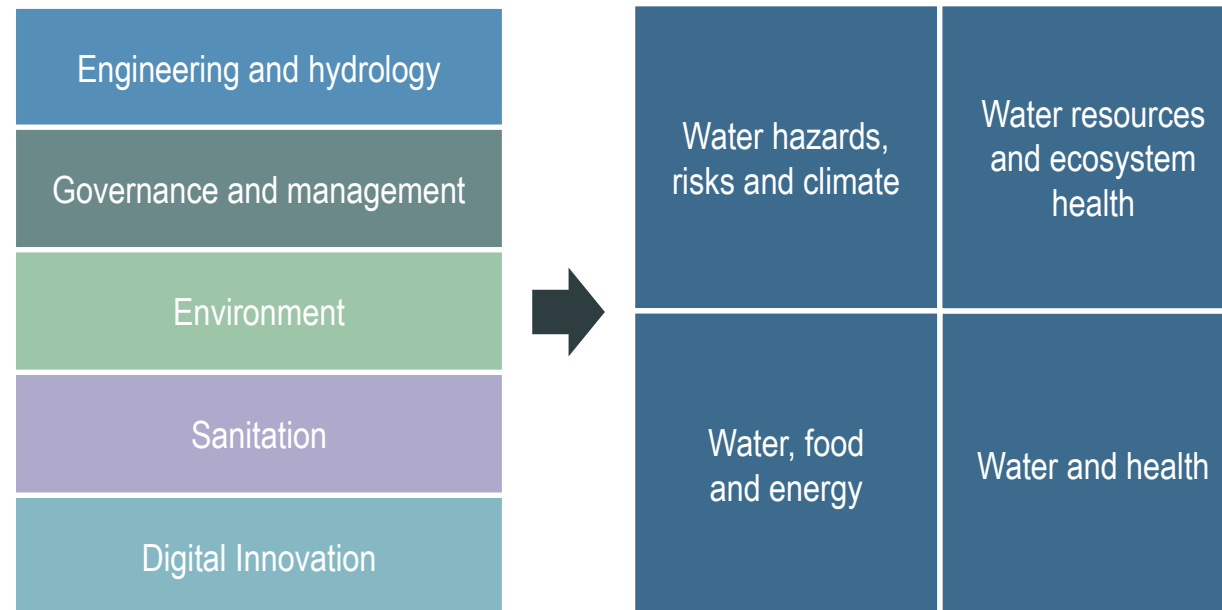 Engineering and hydrology
Governance and management
Environment
Sanitation
Digital Innovation
Water hazards,
risks and climate
Water resources
and ecosystem
health
Water, food
and energy
Water and health